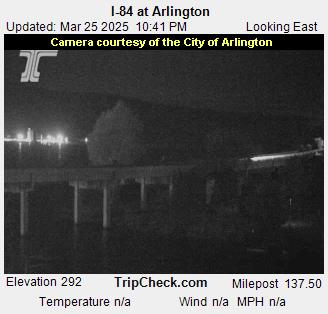 I-84 at Arlington
Updated: Mar 25 2025 10:41 PM Looking East
Camera courtesy of the City of Arlington
Elevation 292 TripCheck.com Milepost 137.50
Temperature n/a Wind n/a MPH n/a